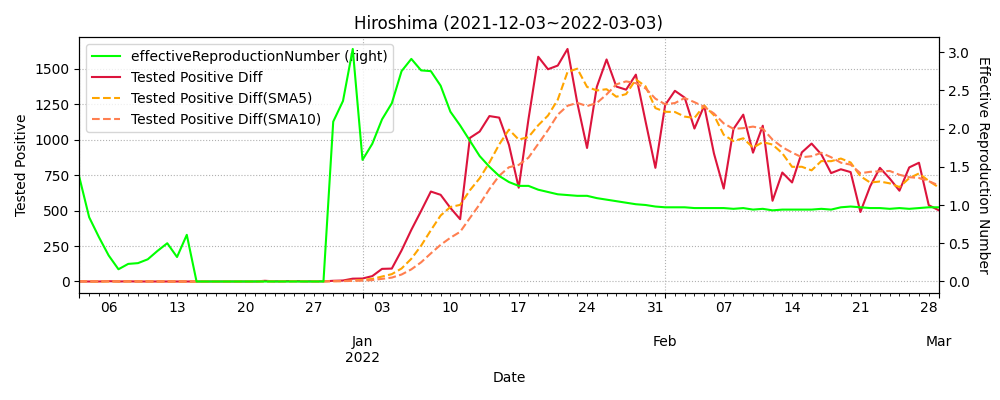 Hiroshima (2021-12-03~2022-03-03)
effectiveReproductionNumber (right)
Tested Positive Diff
Tested Positive Diff(SMA5)
Tested Positive Diff(SMA10)
Tested Positive
1500
1250
1000
750
500
250
0
3.0
2.5
2.0
1.5
1.0
0.5
0.0
Effective Reproduction Number
06 13 20 27 03 10 17 24 31 07 14 21 28
Jan Feb Mar
2022
Date